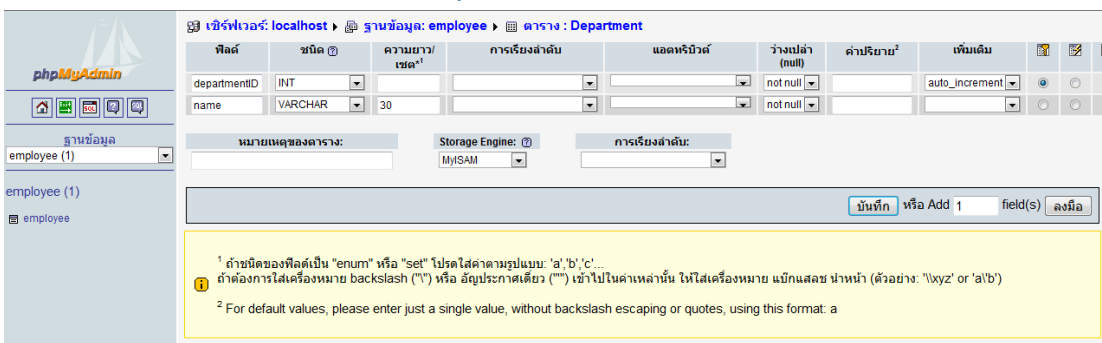 เซิร์ฟเวอร์: localhost ฐานข้อมูล: employee ตาราง : Department
phpMyAdmin
SQL
ฐานข้อมูล
employee (1)
employee (1)
employee
ฟิลด์ ชนิด ความยาว/เซต*1 การเรียงลำดับ แอตทริบิวต์ ว่างเปล่า (null) ค่าปริยาย2 เพิ่มเติม
departmentID INT not null auto_increment
name VARCHAR 30 not null
หมายเหตุของตาราง: Storage Engine: การเรียงลำดับ:
MyISAM
บันทึก หรือ Add 1 field(s) ลงมือ
1 ถ้าชนิดของฟิลด์เป็น "enum" หรือ "set" โปรดใส่ค่าตามรูปแบบ: 'a','b','c'...
ถ้าต้องการใส่เครื่องหมาย backslash ("\") หรือ อัญประกาศเดี่ยว ("'") เข้าไปในค่าเหล่านั้น ให้ใส่เครื่องหมาย แบ๊กแสลช นำหน้า (ตัวอย่าง: '\\xyz' or 'a\'b')
2 For default values, please enter just a single value, without backslash escaping or quotes, using this format: a